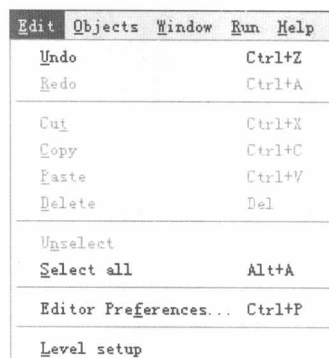 Edit Objects Window Run Help
Undo Ctrl+Z
Redo Ctrl+A
Cut Ctrl+X
Copy Ctrl+C
Paste Ctrl+V
Delete Del
Unselect
Select all Alt+A
Editor Preferences... Ctrl+P
Level setup